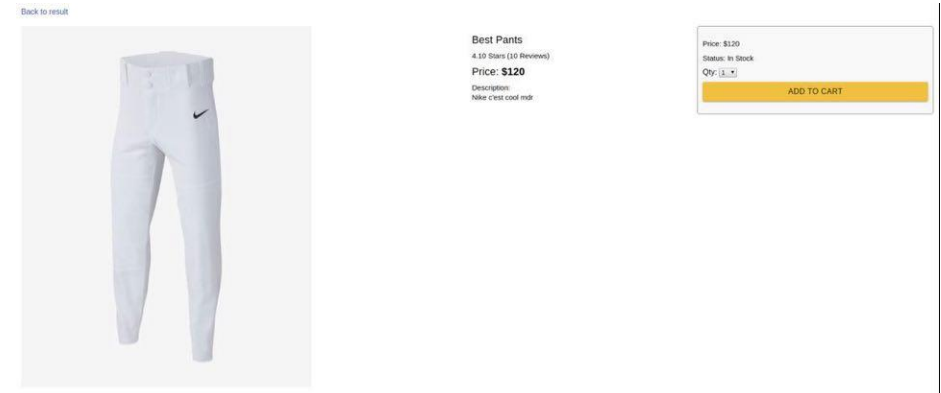 Back to result
Best Pants
4.10 Stars (10 Reviews)
Price: $120
Description:
Nike c'est cool mdr
Price: $120
Status: In Stock
Qty: 1
ADD TO CART